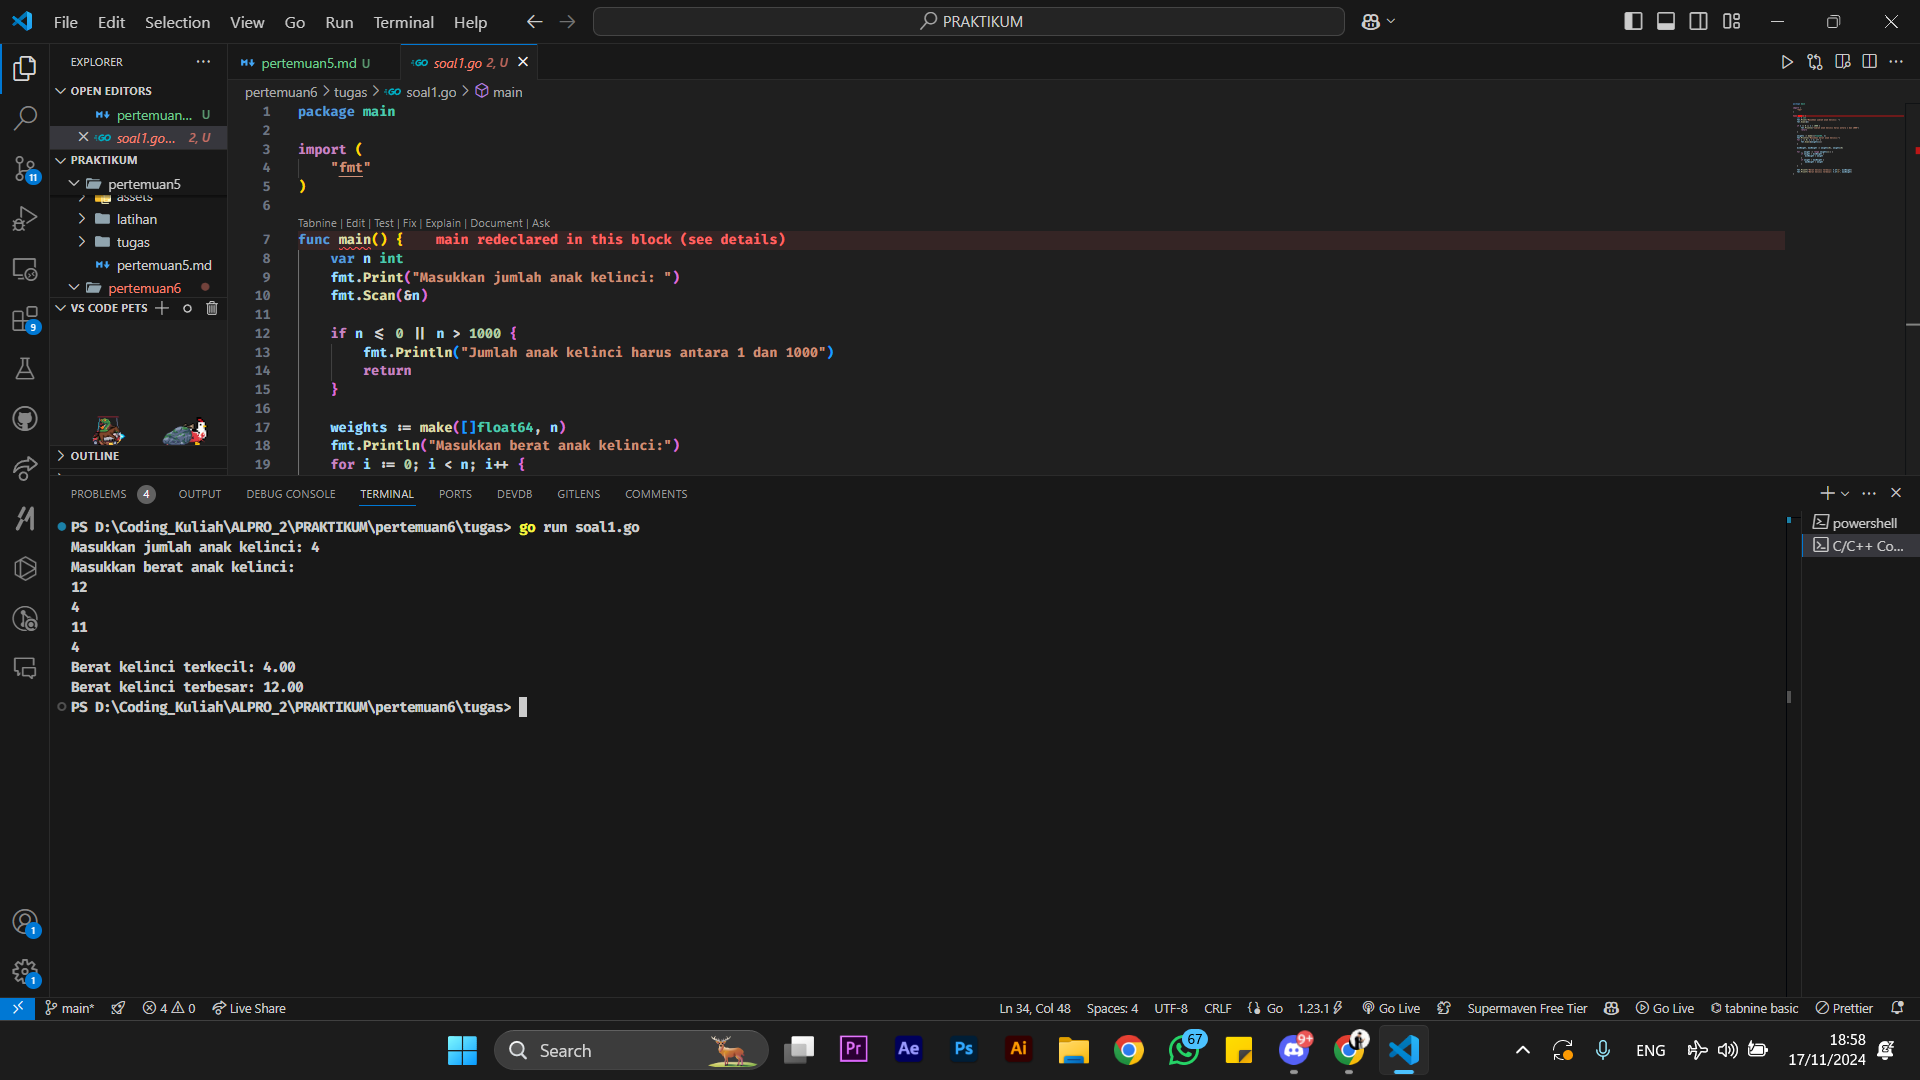 File Edit Selection View Go Run Terminal Help
PRAKTIKUM
EXPLORER
OPEN EDITORS
pertemuan... U
soal1.go... 2, U
PRAKTIKUM
pertemuan5
assets
latihan
tugas
pertemuan5.md
pertemuan6
VS CODE PETS
OUTLINE
11
9
1
1
pertemuan5.md U
soal1.go 2, U
pertemuan6 > tugas > soal1.go > main
1 package main
2
3 import (
4 "fmt"
5 )
6
Tabnine | Edit | Test | Fix | Explain | Document | Ask
7 func main() { main redeclared in this block (see details)
8 var n int
9 fmt.Print("Masukkan jumlah anak kelinci: ")
10 fmt.Scan(&n)
11
12 if n <= 0 || n > 1000 {
13 fmt.Println("Jumlah anak kelinci harus antara 1 dan 1000")
14 return
15 }
16
17 weights := make([]float64, n)
18 fmt.Println("Masukkan berat anak kelinci:")
19 for i := 0; i < n; i++ {
PROBLEMS 4 OUTPUT DEBUG CONSOLE TERMINAL PORTS DEVDB GITLENS COMMENTS
PS D:\Coding_Kuliah\ALPRO_2\PRAKTIKUM\pertemuan6\tugas> go run soal1.go
Masukkan jumlah anak kelinci: 4
Masukkan berat anak kelinci:
12
4
11
4
Berat kelinci terkecil: 4.00
Berat kelinci terbesar: 12.00
PS D:\Coding_Kuliah\ALPRO_2\PRAKTIKUM\pertemuan6\tugas>
powershell
C/C++ Co...
main* 4 0 Live Share
Ln 34, Col 48 Spaces: 4 UTF-8 CRLF Go 1.23.1 Go Live Supermaven Free Tier Go Live tabnine basic Prettier
Search
Pr Ae Ps Ai 67 9+
ENG
18:58
17/11/2024